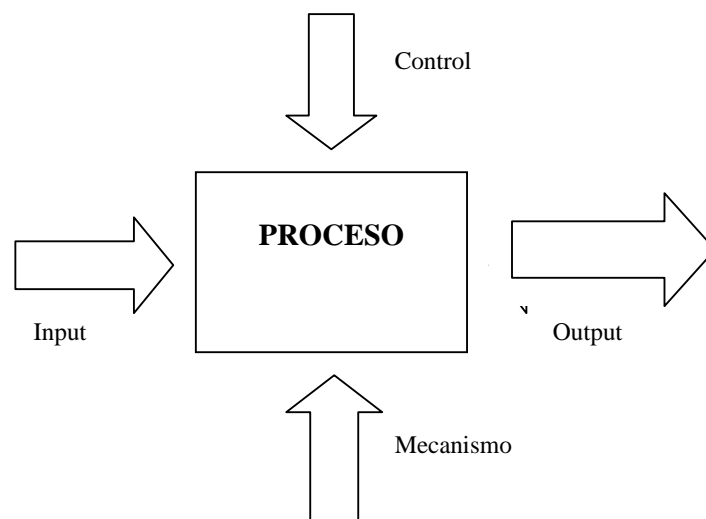 Control
PROCESO
Input
Output
Mecanismo